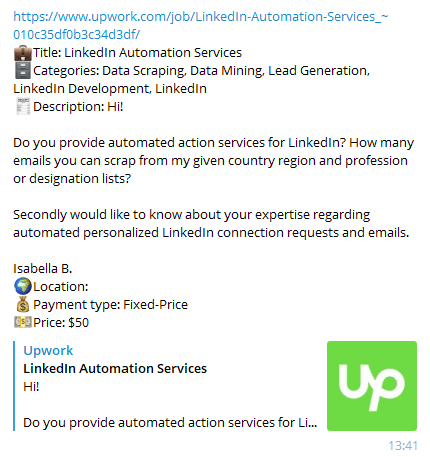 https://www.upwork.com/job/LinkedIn-Automation-Services_~
010c35df0b3c34d3df/
Title: LinkedIn Automation Services
Categories: Data Scraping, Data Mining, Lead Generation,
LinkedIn Development, LinkedIn
Description: Hi!
Do you provide automated action services for LinkedIn? How many
emails you can scrap from my given country region and profession
or designation lists?
Secondly would like to know about your expertise regarding
automated personalized LinkedIn connection requests and emails.
Isabella B.
Location:
Payment type: Fixed-Price
Price: $50
Upwork
LinkedIn Automation Services
Hi!
Do you provide automated action services for Li...
up
13:41